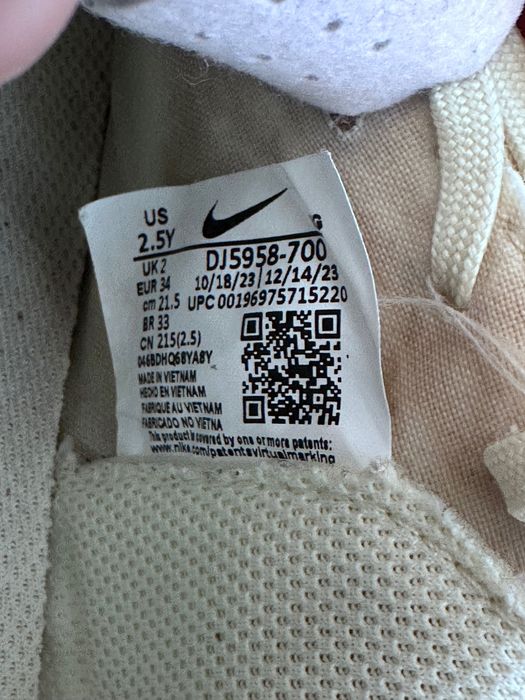 US
2.5Y
G
UK 2
EUR 34
cm 21.5
BR 33
CN 215(2.5)
DJ5958-700
10/18/23 | 12/14/23
UPC 00196975715220
046BDHQ68YA8Y
MADE IN VIETNAM
HECHO EN VIETNAM
FABRIQUÉ AU VIETNAM
FABRICADO NO VIETNA
This product is covered by one or more patents:
www.nike.com/patentsvirtualmarking